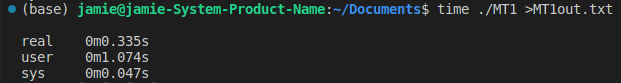 (base) jamie@jamie-System-Product-Name:~/Documents$ time ./MT1 >MT1out.txt
real 0m0.335s
user 0m1.074s
sys 0m0.047s